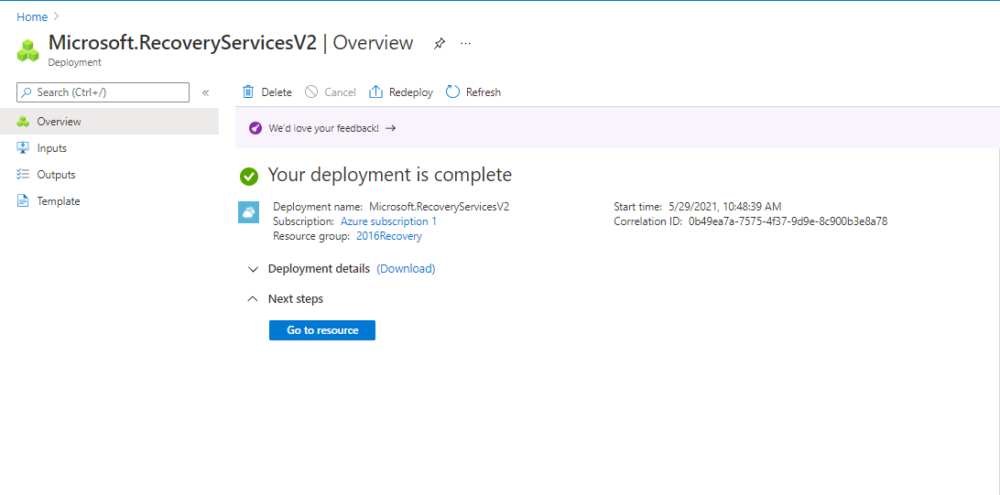 Home
Microsoft.RecoveryServicesV2 | Overview ...
Deployment
Search (Ctrl+/) «
Delete Cancel Redeploy Refresh
Overview
Inputs
Outputs
Template
We'd love your feedback! →
Your deployment is complete
Deployment name: Microsoft.RecoveryServicesV2 Start time: 5/29/2021, 10:48:39 AM
Subscription: Azure subscription 1 Correlation ID: 0b49ea7a-7575-4f37-9d9e-8c900b3e8a78
Resource group: 2016Recovery
Deployment details (Download)
Next steps
Go to resource